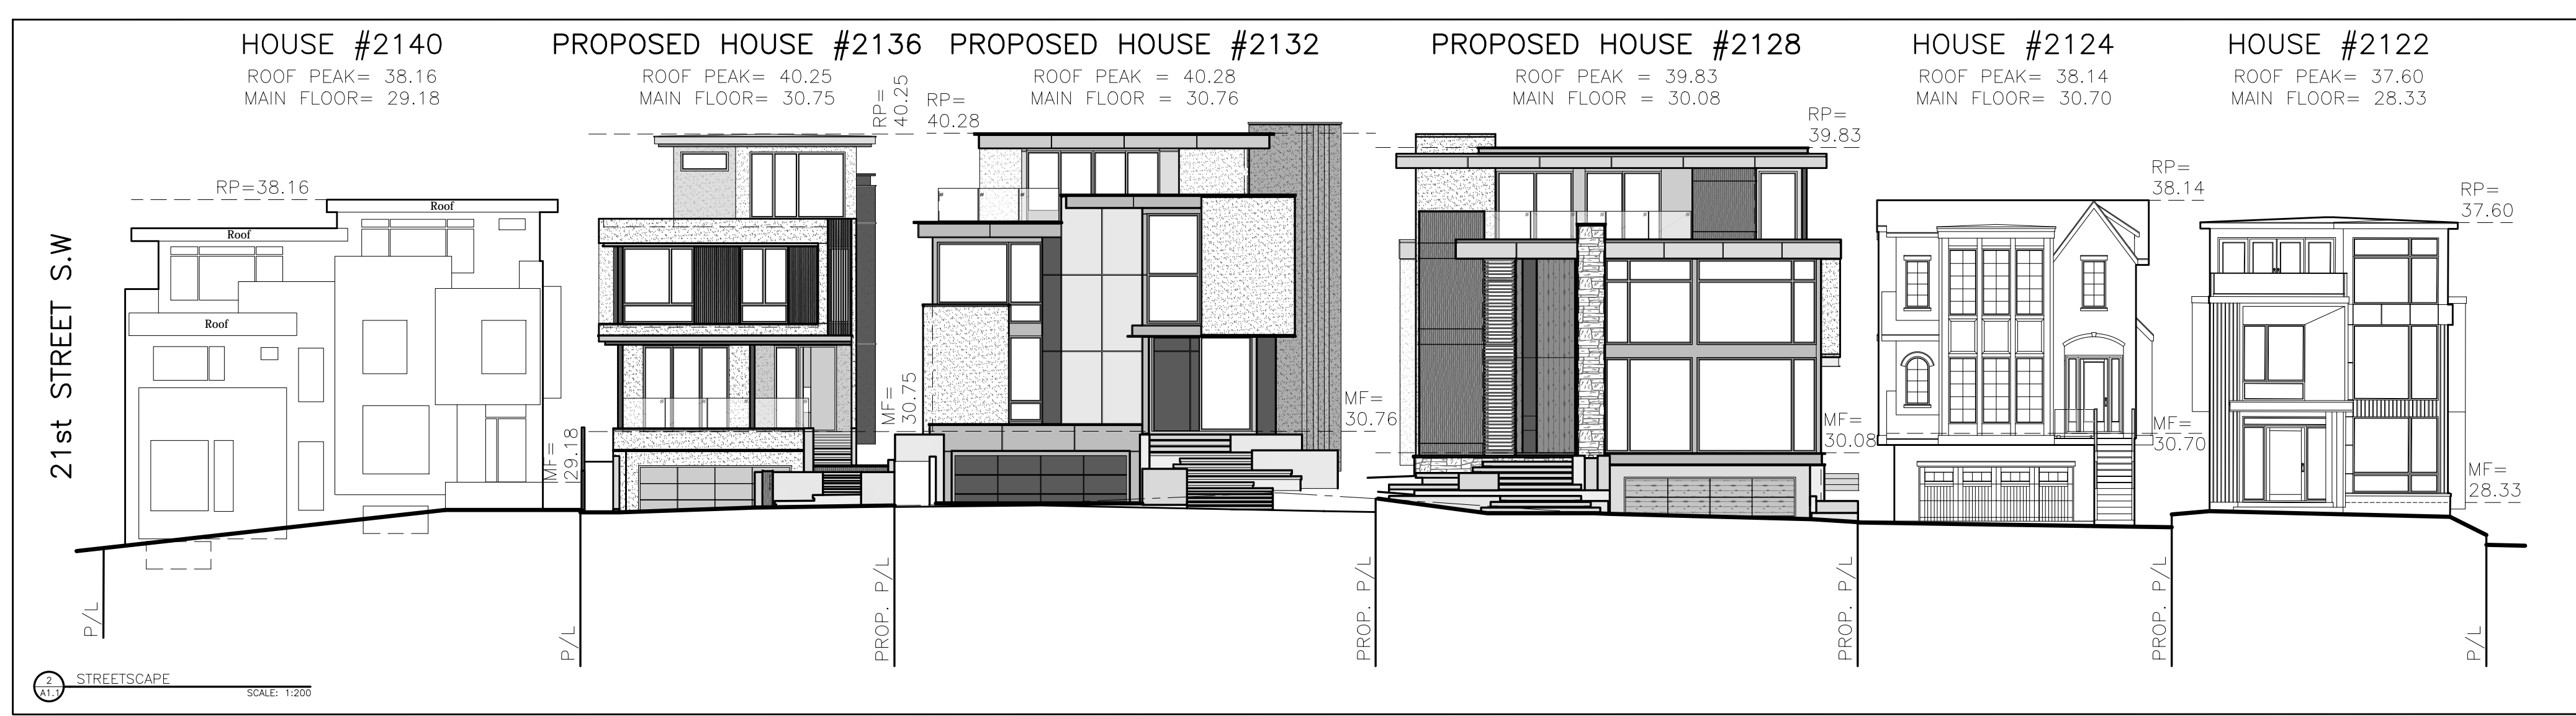 HOUSE #2140
ROOF PEAK= 38.16
MAIN FLOOR= 29.18
PROPOSED HOUSE #2136
ROOF PEAK= 40.25
MAIN FLOOR= 30.75
PROPOSED HOUSE #2132
ROOF PEAK = 40.28
MAIN FLOOR = 30.76
PROPOSED HOUSE #2128
ROOF PEAK = 39.83
MAIN FLOOR = 30.08
HOUSE #2124
ROOF PEAK= 38.14
MAIN FLOOR= 30.70
HOUSE #2122
ROOF PEAK= 37.60
MAIN FLOOR= 28.33
21st STREET S.W
RP=38.16
Roof
Roof
Roof
MF=
29.18
RP=
40.25
MF=
30.75
RP=
40.28
MF=
30.76
RP=
39.83
MF=
30.08
RP=
38.14
MF=
30.70
RP=
37.60
MF=
28.33
P/L
P/L
PROP. P/L
PROP. P/L
PROP. P/L
PROP. P/L
P/L
2
A1.1
STREETSCAPE
SCALE: 1:200